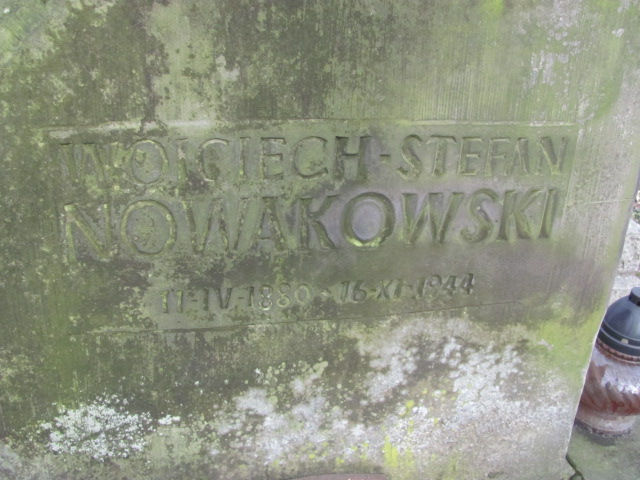 WOJCIECH-STEFAN
NOWAKOWSKI
11-IV-1880-16-XI-1944